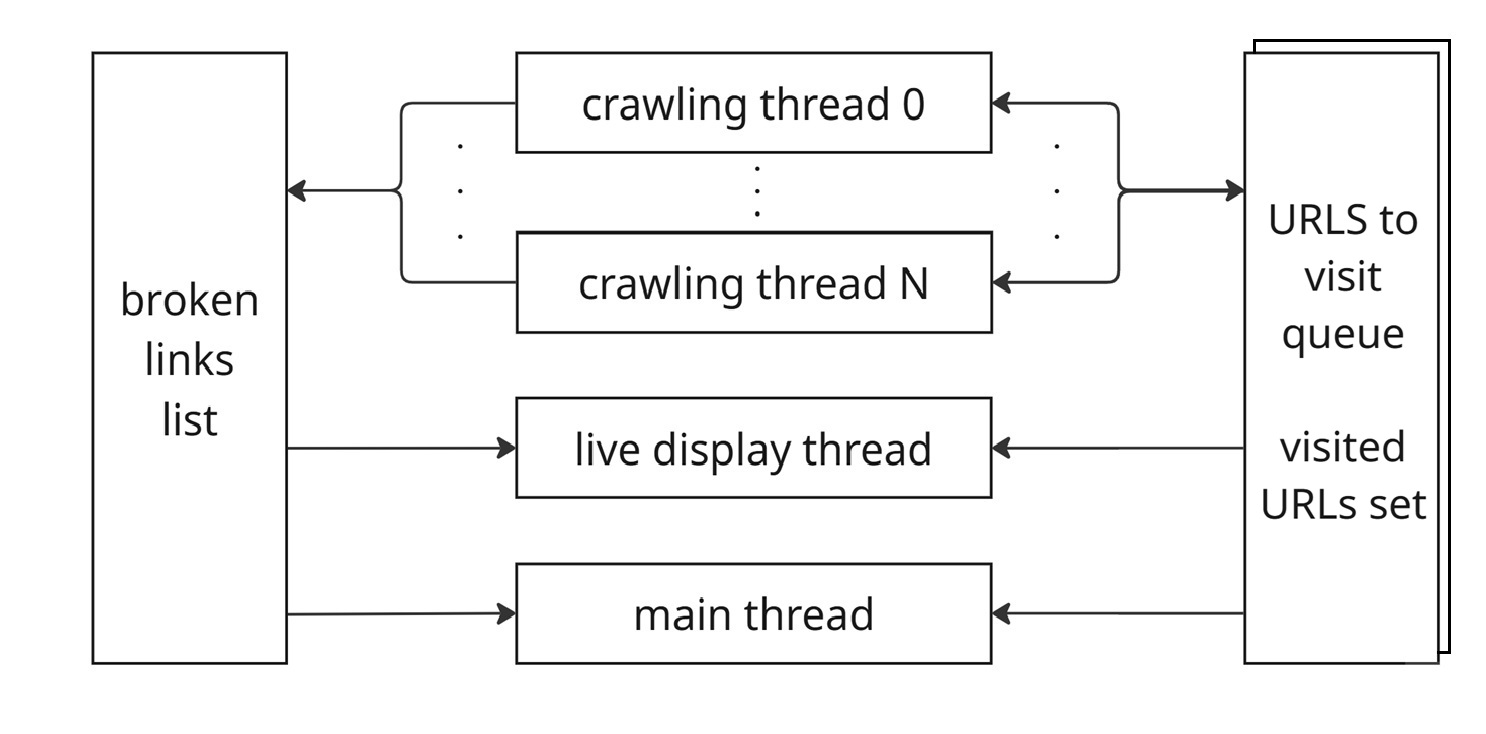 broken
links
list
crawling thread 0
crawling thread N
live display thread
main thread
URLS to
visit
queue
visited
URLs set